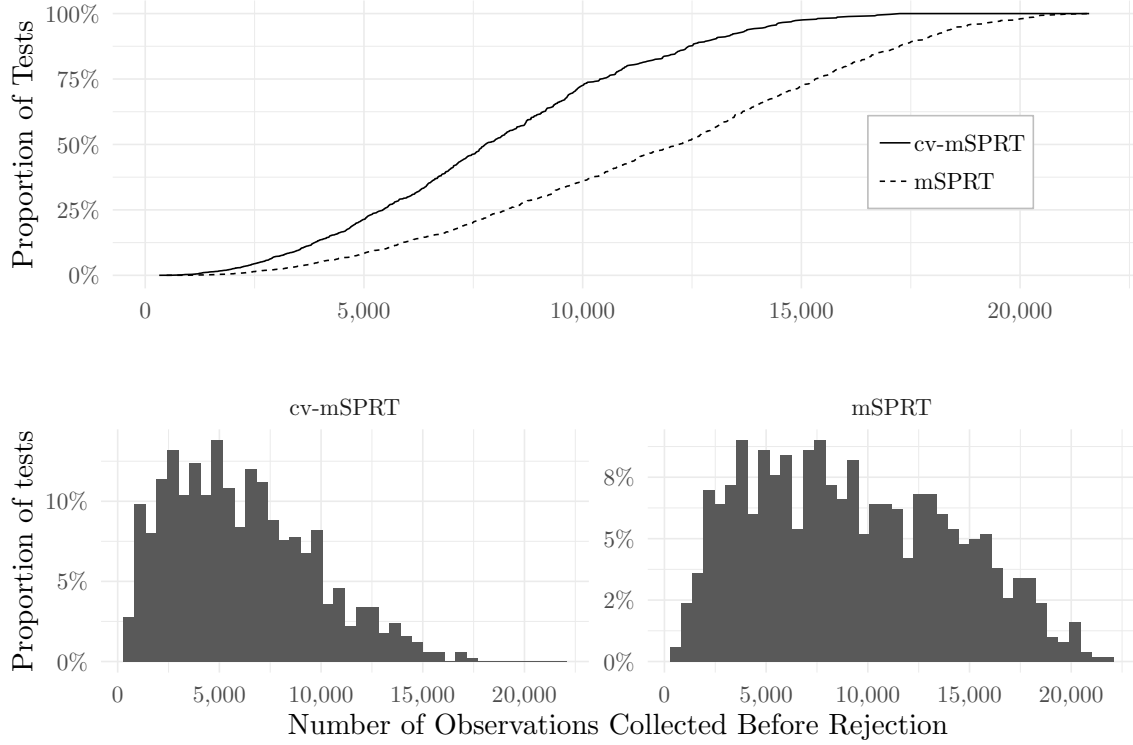 Proportion of Tests
100%
75%
50%
25%
0%
0 5,000 10,000 15,000 20,000
cv-mSPRT
mSPRT
cv-mSPRT mSPRT
Proportion of tests
10%
5%
0%
8%
5%
2%
0%
0 5,000 10,000 15,000 20,000
0 5,000 10,000 15,000 20,000
Number of Observations Collected Before Rejection